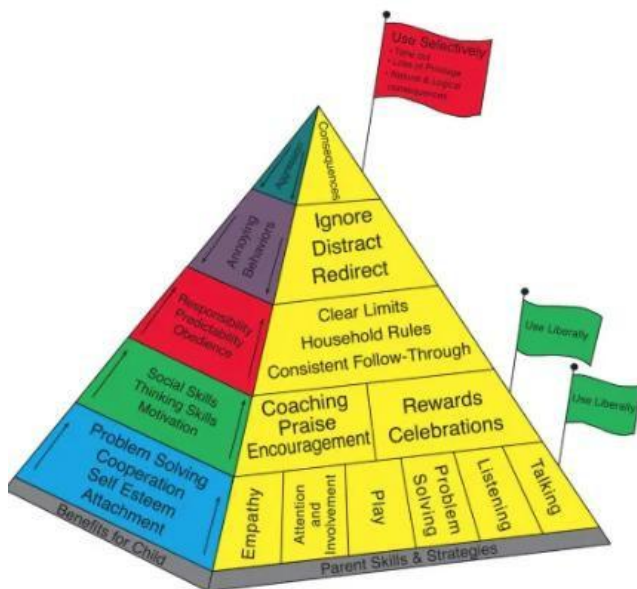 Use Selectively
• Time out
• Loss of Privilege
• Natural & Logical
consequences
Aggression
Consequences
Annoying
Behaviors
Ignore
Distract
Redirect
Responsibility
Predictability
Obedience
Clear Limits
Household Rules
Consistent Follow-Through
Use Liberally
Social Skills
Thinking Skills
Motivation
Coaching
Praise
Encouragement
Rewards
Celebrations
Use Liberally
Problem Solving
Cooperation
Self Esteem
Attachment
Empathy
Attention
and
Involvement
Play
Problem
Solving
Listening
Talking
Benefits for Child
Parent Skills & Strategies